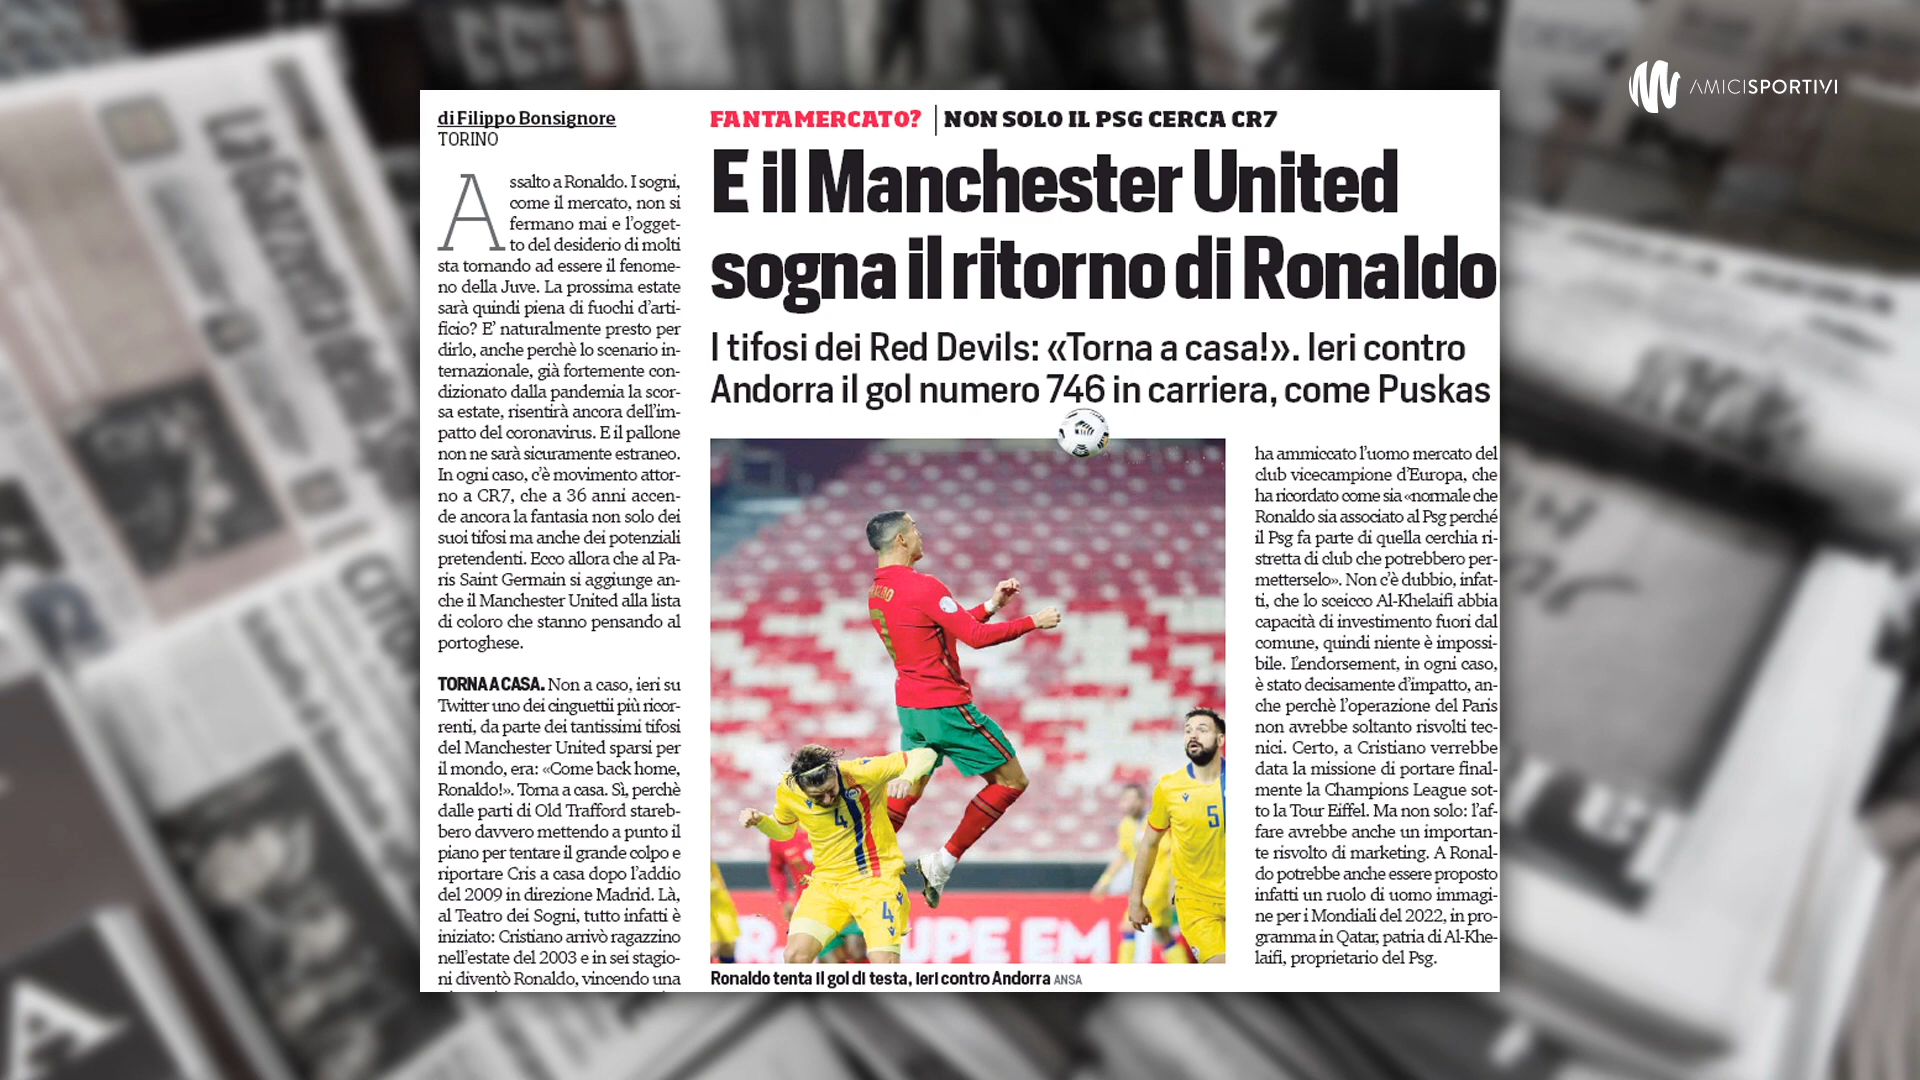 AMICISPORTIVI
di Filippo Bonsignore
TORINO
FANTAMERCATO? | NON SOLO IL PSG CERCA CR7
E il Manchester United
sogna il ritorno di Ronaldo
I tifosi dei Red Devils: «Torna a casa!». Ieri contro
Andorra il gol numero 746 in carriera, come Puskas
Assalto a Ronaldo. I sogni,
come il mercato, non si
fermano mai e l'ogget-
to del desiderio di molti
sta tornando ad essere il fenome-
no della Juve. La prossima estate
sarà quindi piena di fuochi d'arti-
ficio? E' naturalmente presto per
dirlo, anche perchè lo scenario in-
ternazionale, già fortemente con-
dizionato dalla pandemia la scor-
sa estate, risentirà ancora dell'im-
patto del coronavirus. E il pallone
non ne sarà sicuramente estraneo.
In ogni caso, c'è movimento attor-
no a CR7, che a 36 anni accen-
de ancora la fantasia non solo dei
suoi tifosi ma anche dei potenziali
pretendenti. Ecco allora che al Pa-
ris Saint Germain si aggiunge an-
che il Manchester United alla lista
di coloro che stanno pensando al
portoghese.
TORNA A CASA. Non a caso, ieri su
Twitter uno dei cinguettii più ricor-
renti, da parte dei tantissimi tifosi
del Manchester United sparsi per
il mondo, era: «Come back home,
Ronaldo!». Torna a casa. Sì, perchè
dalle parti di Old Trafford stareb-
bero davvero mettendo a punto il
piano per tentare il grande colpo e
riportare Cris a casa dopo l'addio
del 2009 in direzione Madrid. Là,
al Teatro dei Sogni, tutto infatti è
iniziato: Cristiano arrivò ragazzino
nell'estate del 2003 e in sei stagio-
ni diventò Ronaldo, vincendo una
4
4
5
Ronaldo tenta il gol di testa, ieri contro Andorra ANSA
ha ammiccato l'uomo mercato del
club vicecampione d'Europa, che
ha ricordato come sia «normale che
Ronaldo sia associato al Psg perché
il Psg fa parte di quella cerchia ri-
stretta di club che potrebbero per-
metterselo». Non c'è dubbio, infat-
ti, che lo sceicco Al-Khelaifi abbia
capacità di investimento fuori dal
comune, quindi niente è impossi-
bile. L'endorsement, in ogni caso,
è stato decisamente d'impatto, an-
che perchè l'operazione del Paris
non avrebbe soltanto risvolti tec-
nici. Certo, a Cristiano verrebbe
data la missione di portare final-
mente la Champions League sot-
to la Tour Eiffel. Ma non solo: l'af-
fare avrebbe anche un importan-
te risvolto di marketing. A Ronal-
do potrebbe anche essere proposto
infatti un ruolo di uomo immagi-
ne per i Mondiali del 2022, in pro-
gramma in Qatar, patria di Al-Khe-
laifi, proprietario del Psg.